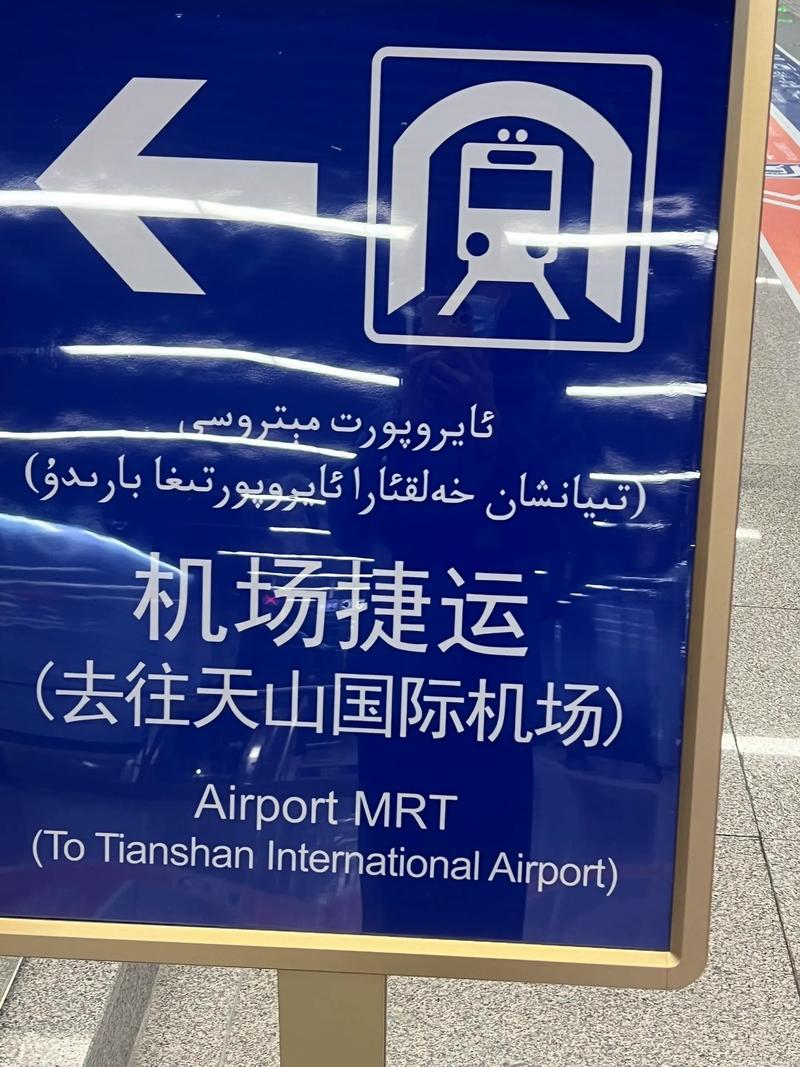 ئايروپورت مېتروسى
(تىيانشان خەلقئارا ئايروپورتىغا بارىدۇ)
机场捷运
(去往天山国际机场)
Airport MRT
(To Tianshan International Airport)